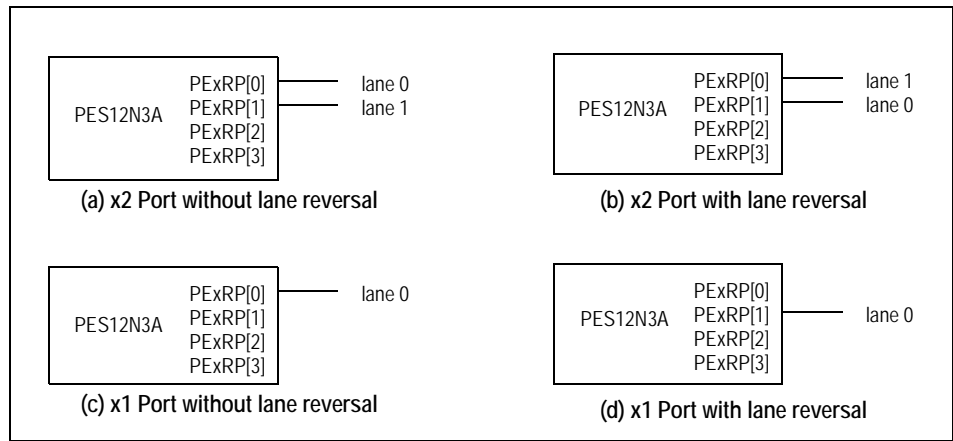 PES12N3A
PExRP[0] lane 0
PExRP[1] lane 1
PExRP[2]
PExRP[3]
(a) x2 Port without lane reversal
PES12N3A
PExRP[0] lane 1
PExRP[1] lane 0
PExRP[2]
PExRP[3]
(b) x2 Port with lane reversal
PES12N3A
PExRP[0] lane 0
PExRP[1]
PExRP[2]
PExRP[3]
(c) x1 Port without lane reversal
PES12N3A
PExRP[0]
PExRP[1] lane 0
PExRP[2]
PExRP[3]
(d) x1 Port with lane reversal